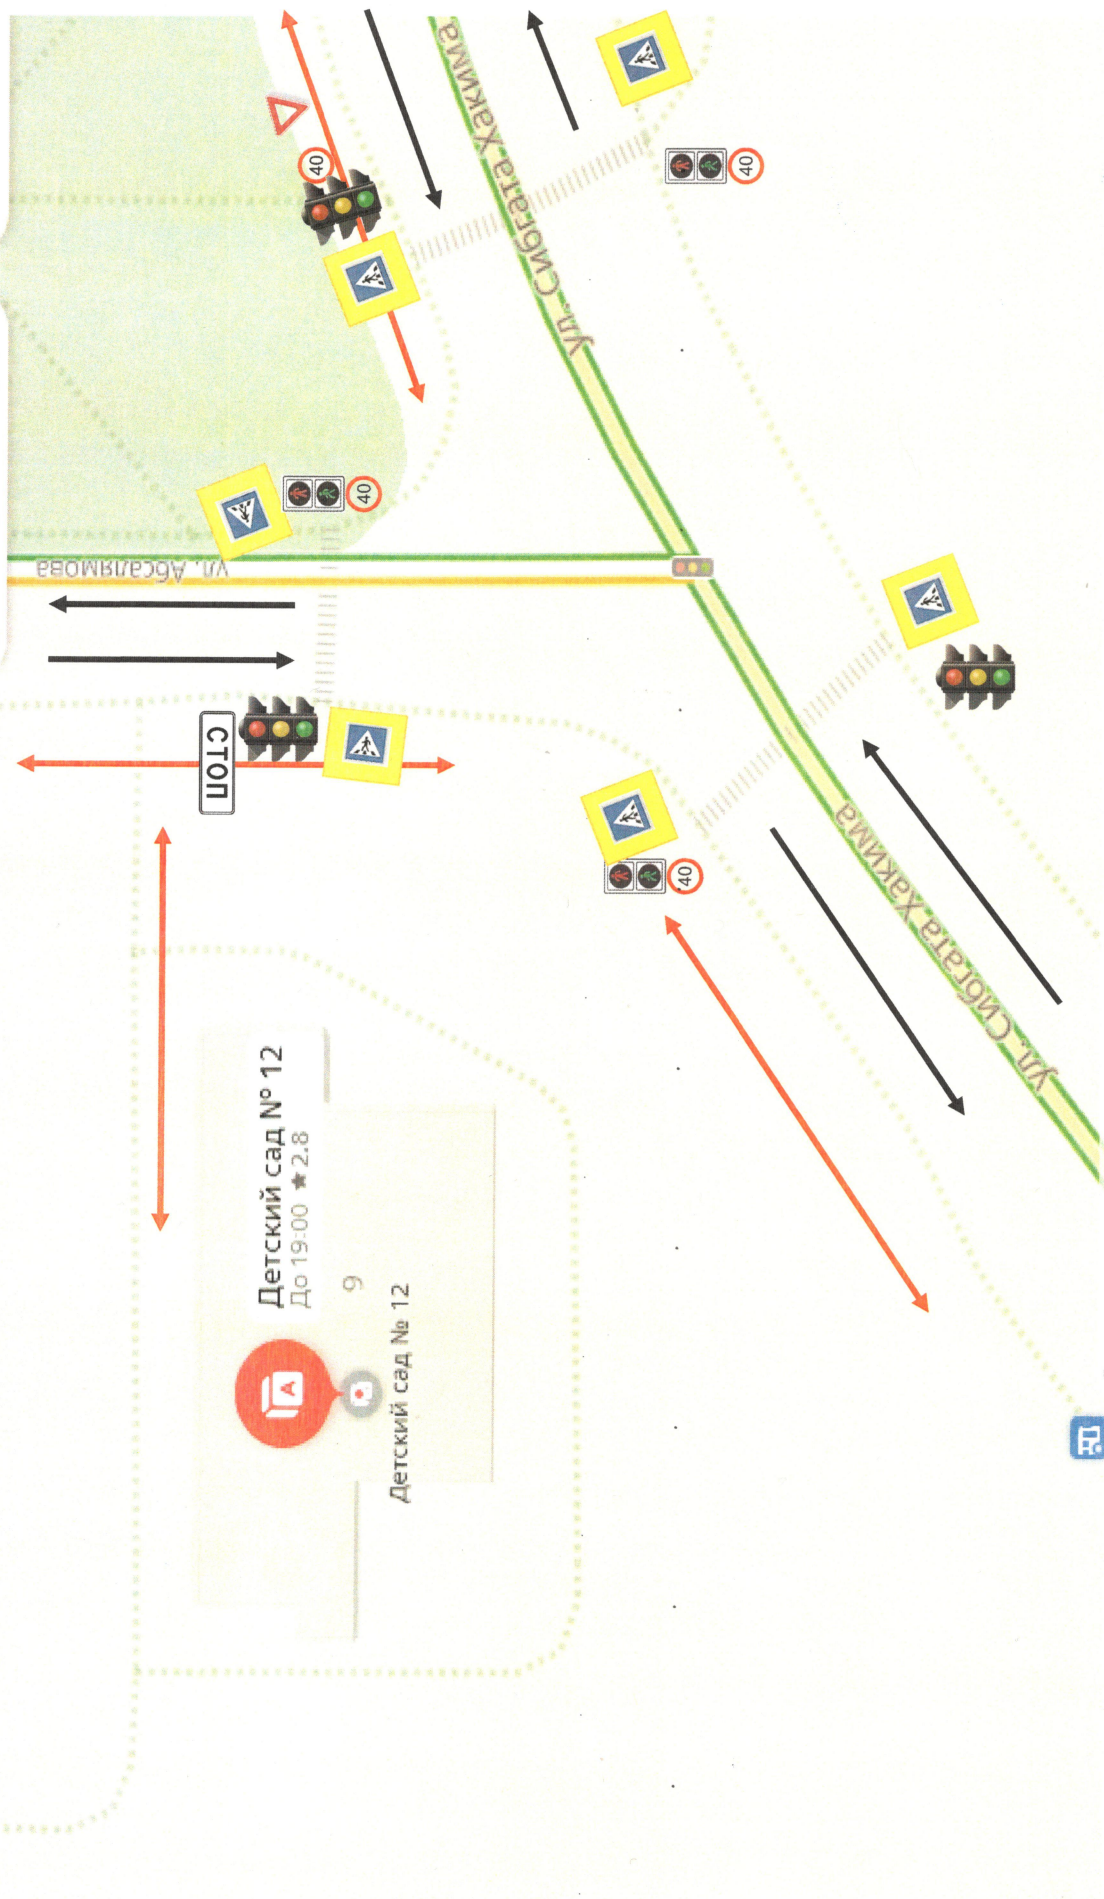 ул. Сибгата Хакима
40
40
40
ул. Абсалямова
СТОП
40
ул. Сибгата Хакима
Детский сад № 12
До 19:00 ★2.8
9
Детский сад № 12